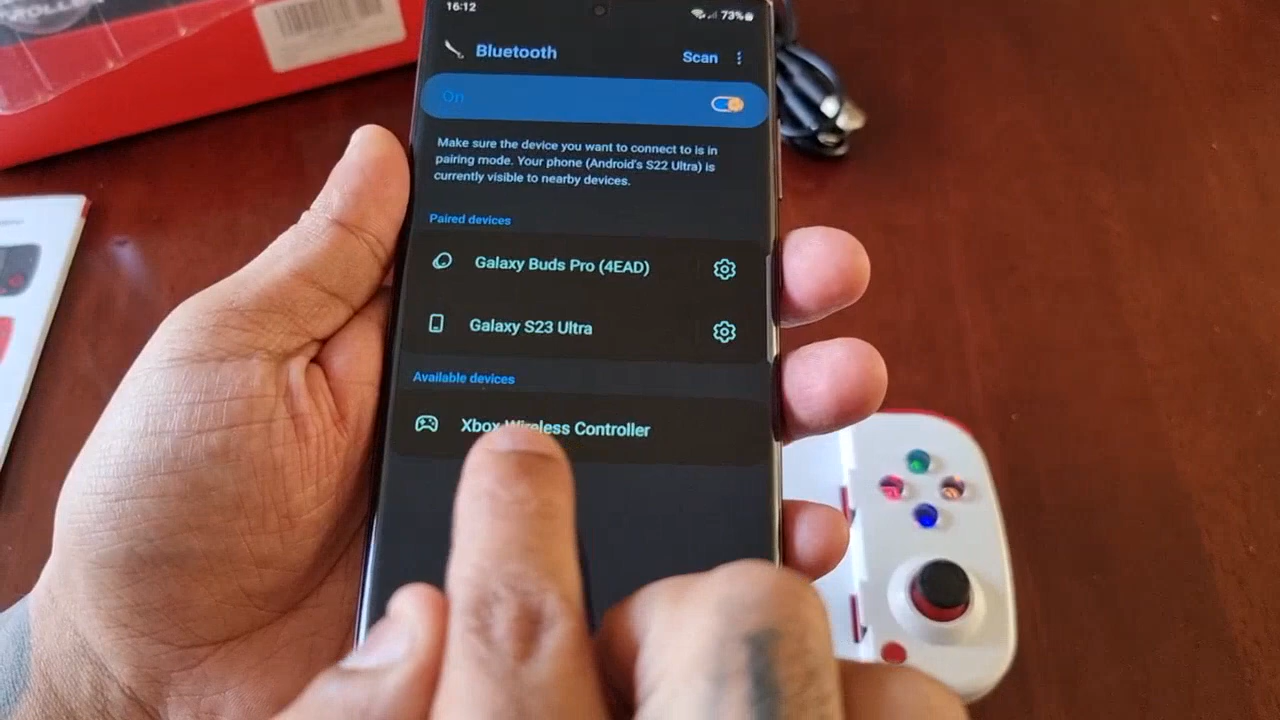 ROLLER
16:12
73%
Bluetooth
Scan
On
Make sure the device you want to connect to is in
pairing mode. Your phone (Android's S22 Ultra) is
currently visible to nearby devices.
Paired devices
Galaxy Buds Pro (4EAD)
Galaxy S23 Ultra
Available devices
Xbox Wireless Controller